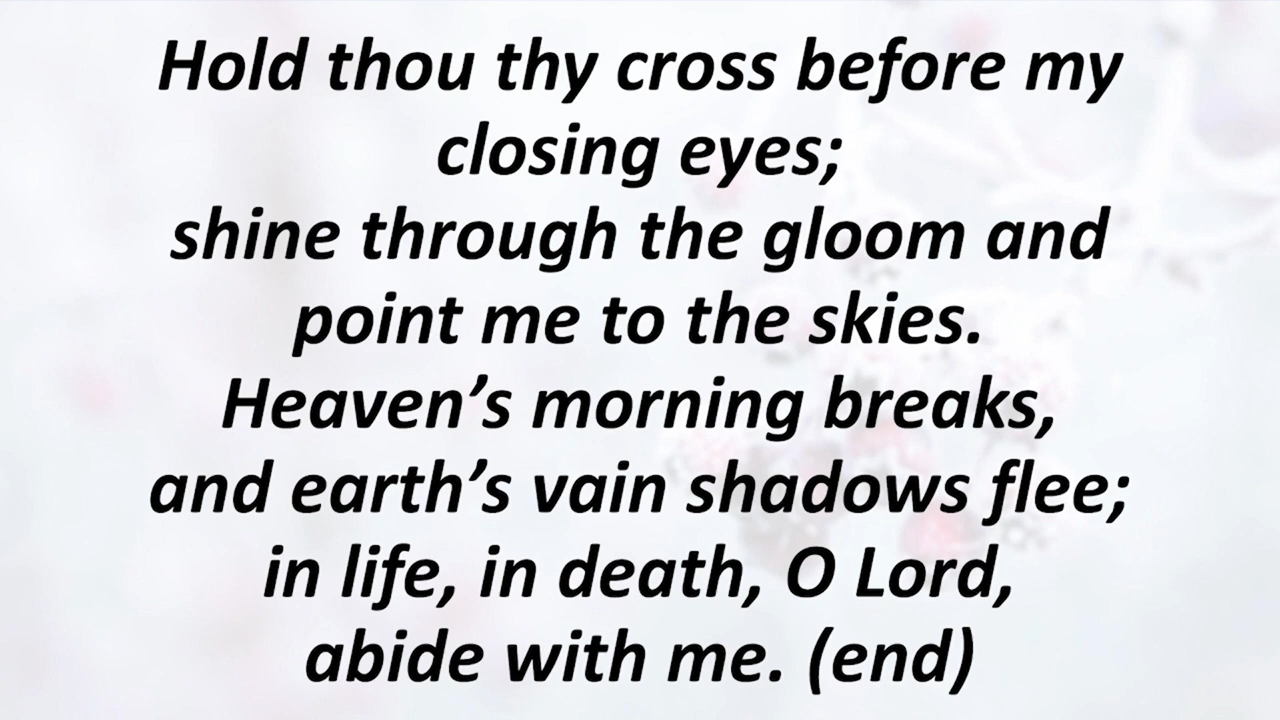 Hold thou thy cross before my
closing eyes;
shine through the gloom and
point me to the skies.
Heaven’s morning breaks,
and earth’s vain shadows flee;
in life, in death, O Lord,
abide with me. (end)